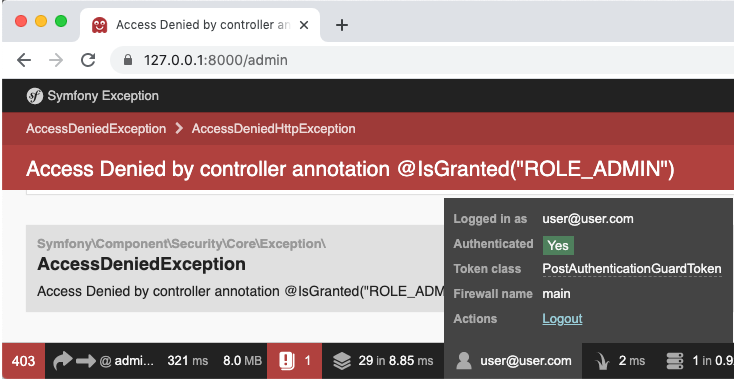 Access Denied by controller ann
127.0.0.1:8000/admin
sf Symfony Exception
AccessDeniedException > AccessDeniedHttpException
Access Denied by controller annotation @IsGranted("ROLE_ADMIN")
Logged in as user@user.com
Authenticated Yes
Token class PostAuthenticationGuardToken
Firewall name main
Actions Logout
Symfony\Component\Security\Core\Exception\
AccessDeniedException
Access Denied by controller annotation @IsGranted("ROLE_ADM
403 @ admi... 321 ms 8.0 MB 1 29 in 8.85 ms user@user.com 2 ms 1 in 0.9